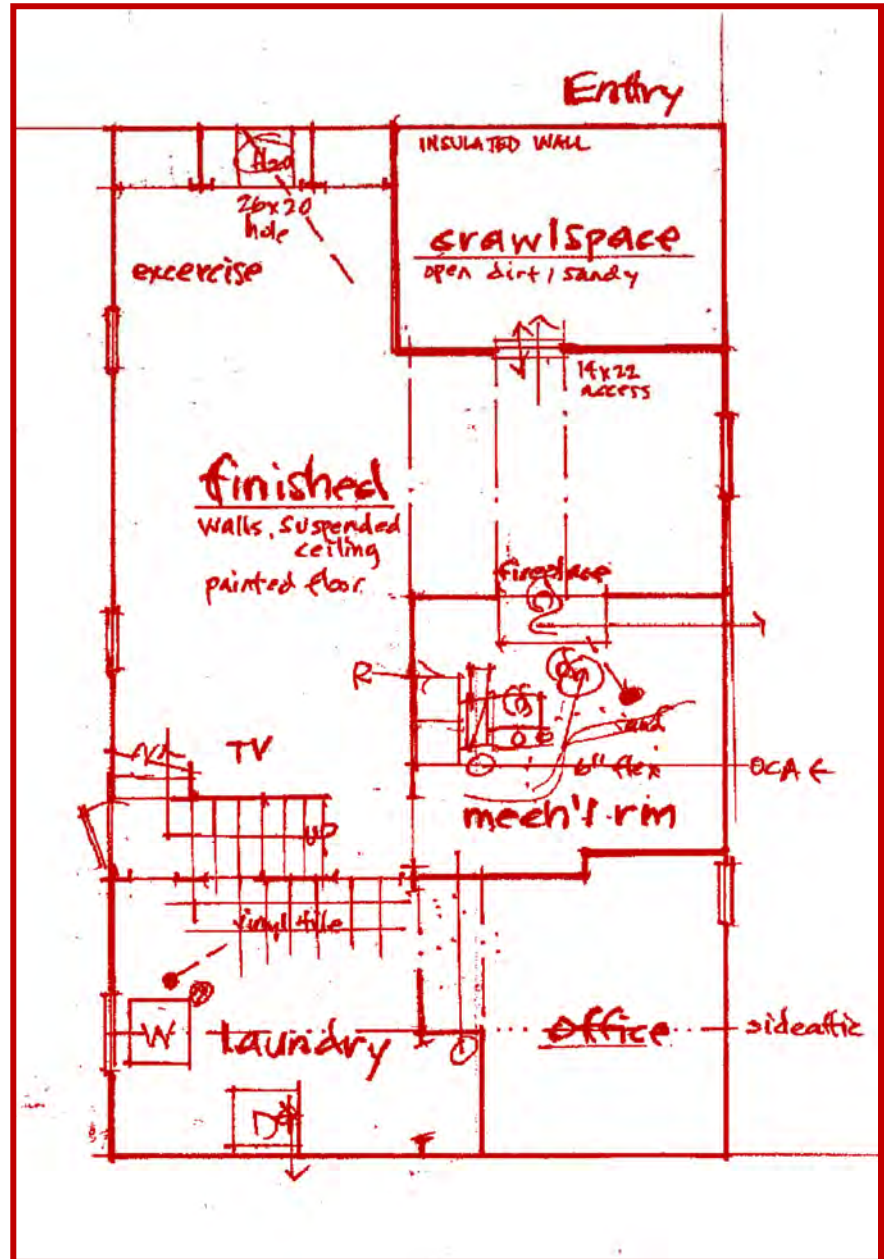 Entry
INSULATED WALL
H20
26x20
hole
crawlspace
open dirt / sandy
excercise
14x22
access
finished
walls, suspended
ceiling
painted floor
fireplace
R
TV
6" flex
OCA
mech'l rm
UP
vinyl tile
W
laundry
office
sideattic
D